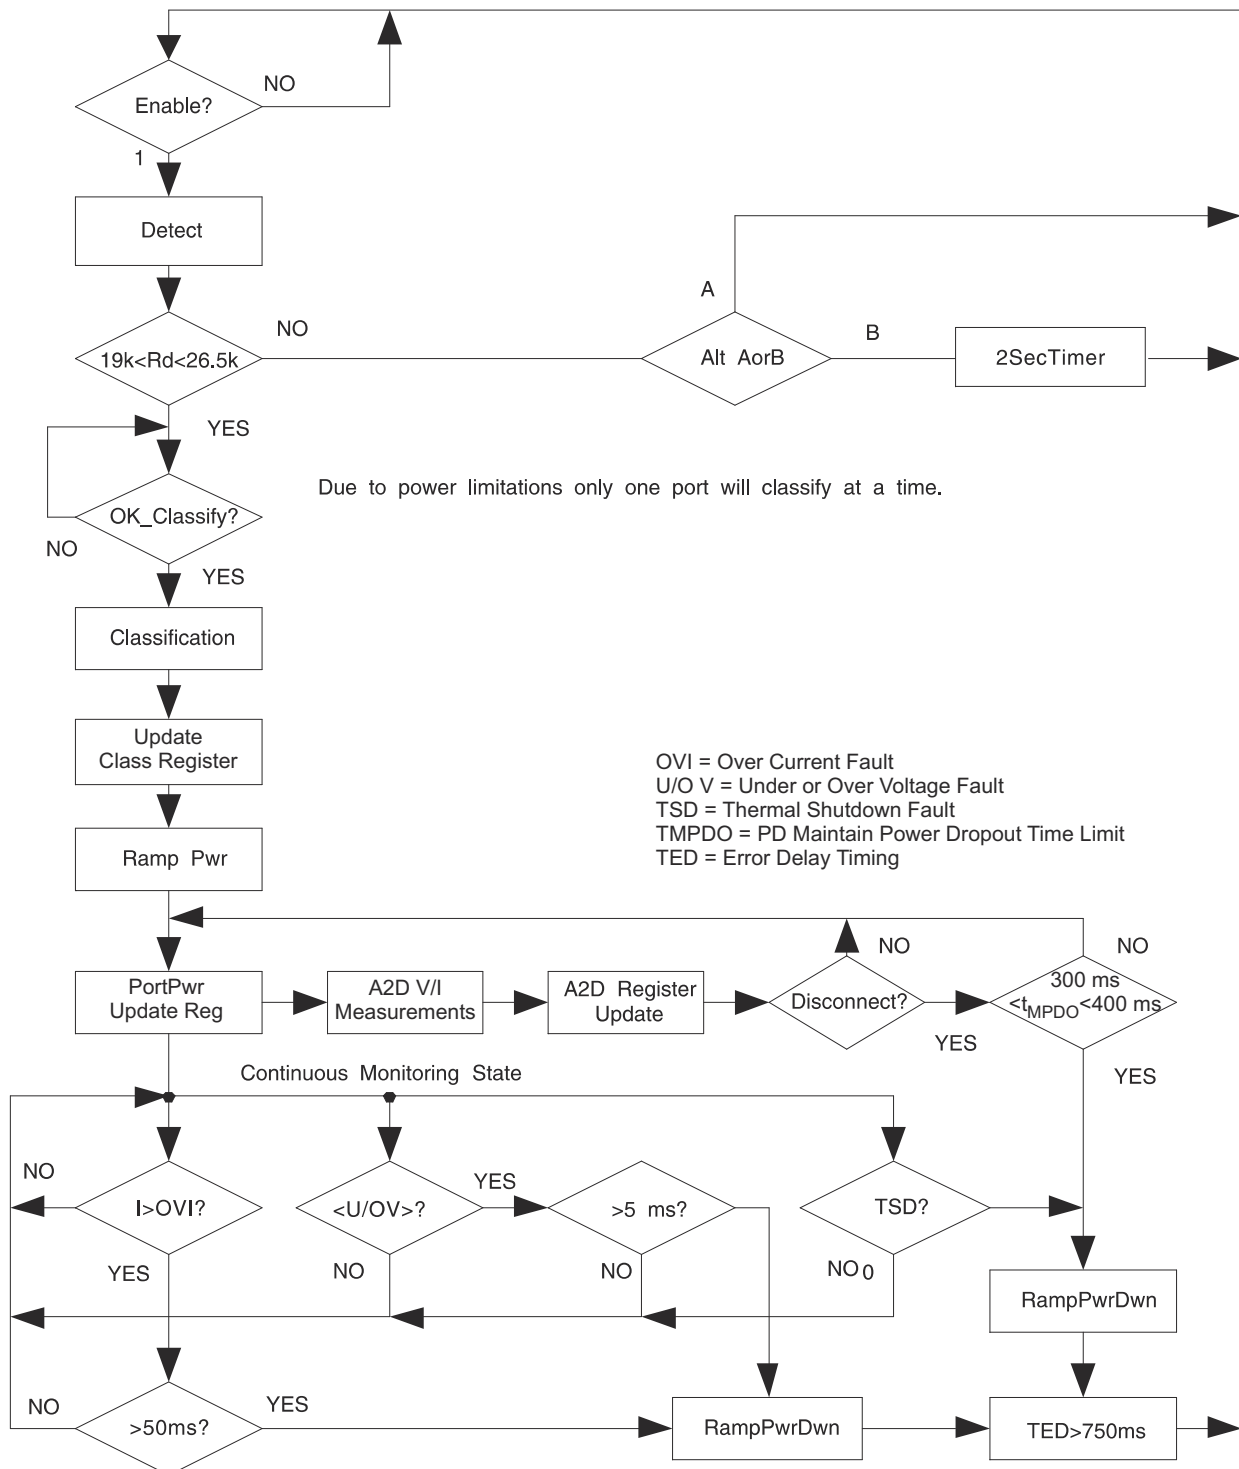 NO
Enable?
1
Detect
A
NO
B
19k<Rd<26.5k
Alt AorB
2SecTimer
YES
Due to power limitations only one port will classify at a time.
OK_Classify?
NO
YES
Classification
Update
Class Register
OVI = Over Current Fault
U/O V = Under or Over Voltage Fault
TSD = Thermal Shutdown Fault
TMPDO = PD Maintain Power Dropout Time Limit
TED = Error Delay Timing
Ramp Pwr
NO
NO
PortPwr
Update Reg
A2D V/I
Measurements
A2D Register
Update
Disconnect?
300 ms
<tMPDO<400 ms
YES
YES
Continuous Monitoring State
NO
YES
I>OVI?
<U/OV>?
>5 ms?
TSD?
YES
NO
NO
NO0
RampPwrDwn
NO
YES
>50ms?
RampPwrDwn
TED>750ms